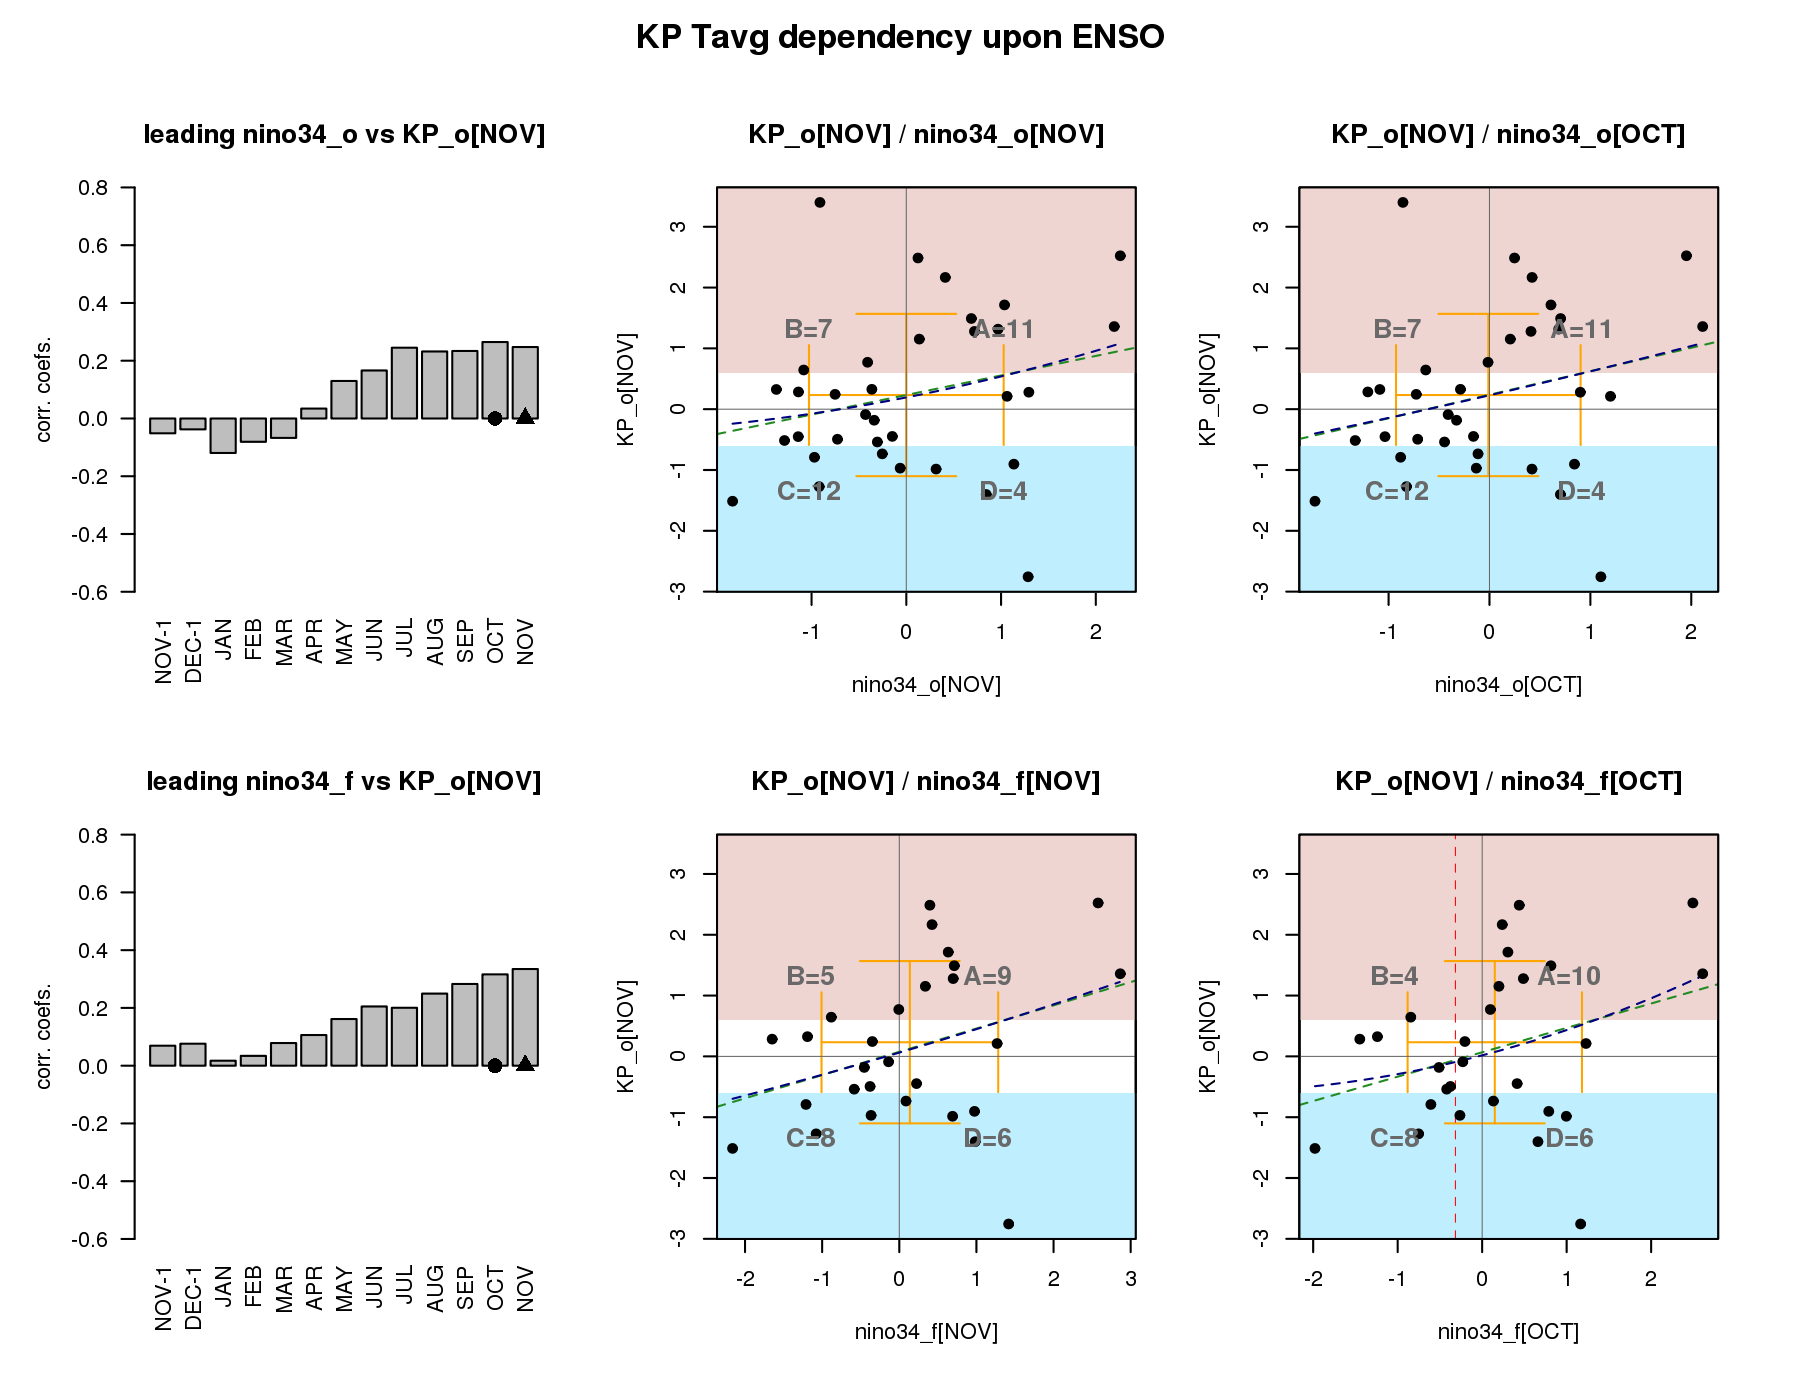 KP Tavg dependency upon ENSO
leading nino34_o vs KP_o[NOV]
corr. coefs.
0.8
0.6
0.4
0.2
0.0
-0.2
-0.4
-0.6
NOV-1
DEC-1
JAN
FEB
MAR
APR
MAY
JUN
JUL
AUG
SEP
OCT
NOV
KP_o[NOV] / nino34_o[NOV]
KP_o[NOV]
3
2
1
0
-1
-2
-3
B=7
A=11
C=12
D=4
-1
0
1
2
nino34_o[NOV]
KP_o[NOV] / nino34_o[OCT]
KP_o[NOV]
3
2
1
0
-1
-2
-3
B=7
A=11
C=12
D=4
-1
0
1
2
nino34_o[OCT]
leading nino34_f vs KP_o[NOV]
corr. coefs.
0.8
0.6
0.4
0.2
0.0
-0.2
-0.4
-0.6
NOV-1
DEC-1
JAN
FEB
MAR
APR
MAY
JUN
JUL
AUG
SEP
OCT
NOV
KP_o[NOV] / nino34_f[NOV]
KP_o[NOV]
3
2
1
0
-1
-2
-3
B=5
A=9
C=8
D=6
-2
-1
0
1
2
3
nino34_f[NOV]
KP_o[NOV] / nino34_f[OCT]
KP_o[NOV]
3
2
1
0
-1
-2
-3
B=4
A=10
C=8
D=6
-2
-1
0
1
2
nino34_f[OCT]